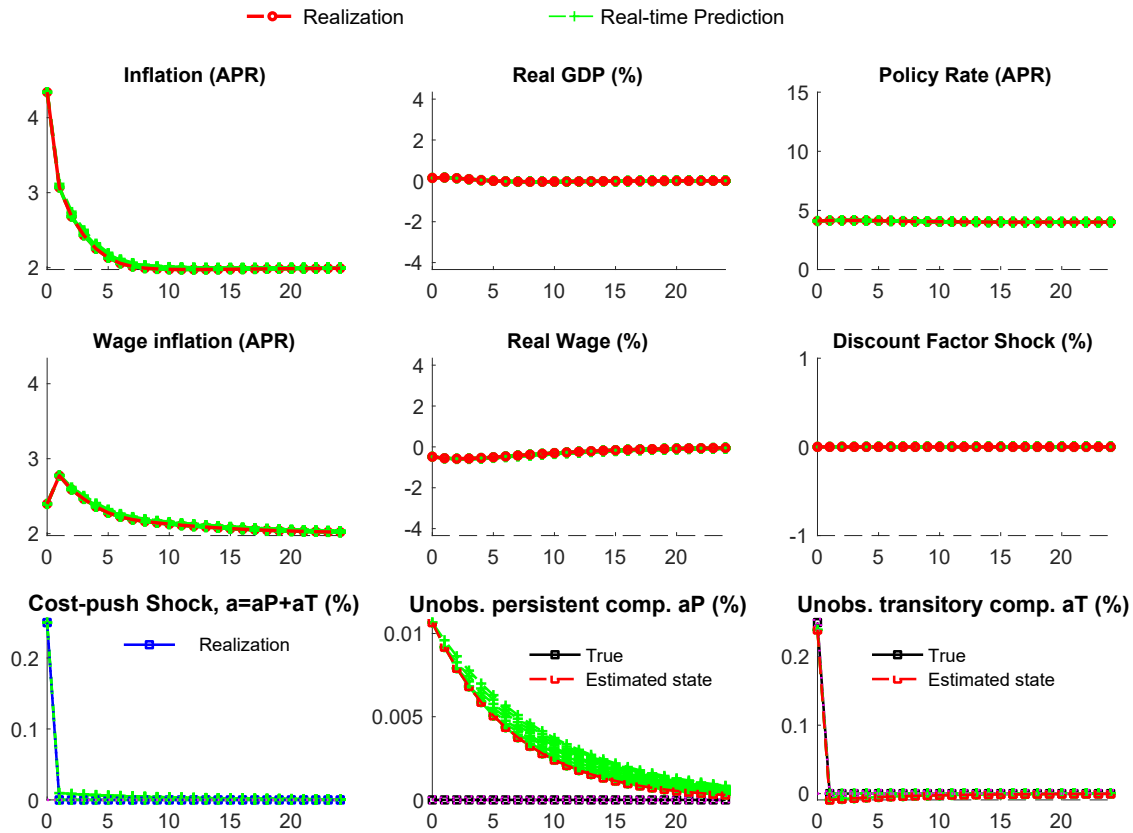 Realization Real-time Prediction
Inflation (APR) Real GDP (%) Policy Rate (APR)
4 3 2
0 5 10 15 20
4 2 0 -2 -4
0 5 10 15 20
15 10 5 0
0 5 10 15 20
Wage inflation (APR) Real Wage (%) Discount Factor Shock (%)
4 3 2
0 5 10 15 20
4 2 0 -2 -4
0 5 10 15 20
1 0 -1
0 5 10 15 20
Cost-push Shock, a=aP+aT (%) Unobs. persistent comp. aP (%) Unobs. transitory comp. aT (%)
Realization
0.2 0.1 0
0 5 10 15 20
True
Estimated state
0.01 0.005 0
0 5 10 15 20
True
Estimated state
0.2 0.1 0
0 5 10 15 20